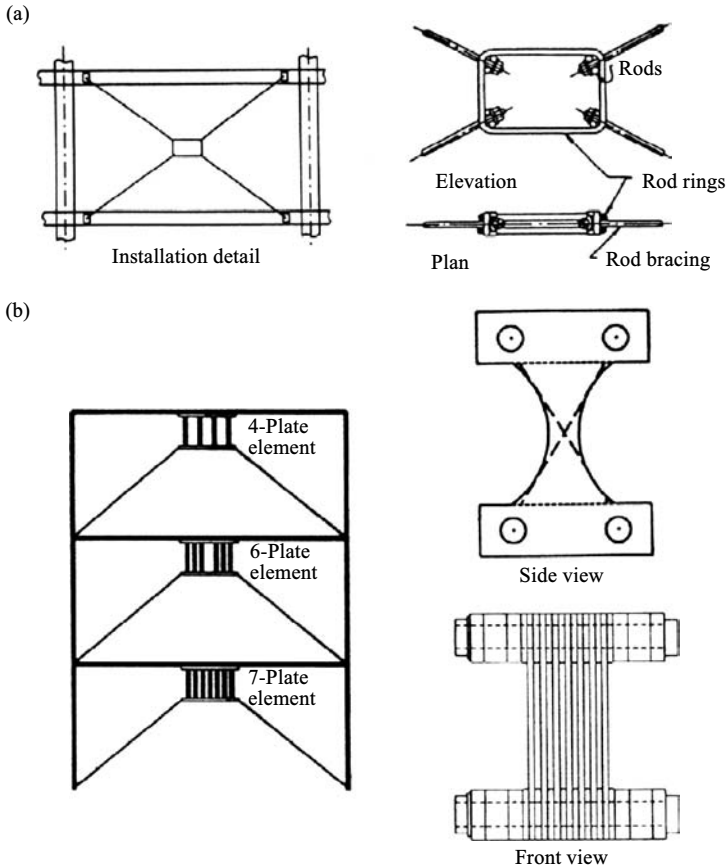 (a)
Rods
Elevation
Rod rings
Installation detail
Plan
Rod bracing
(b)
4-Plate
element
6-Plate
element
Side view
7-Plate
element
Front view